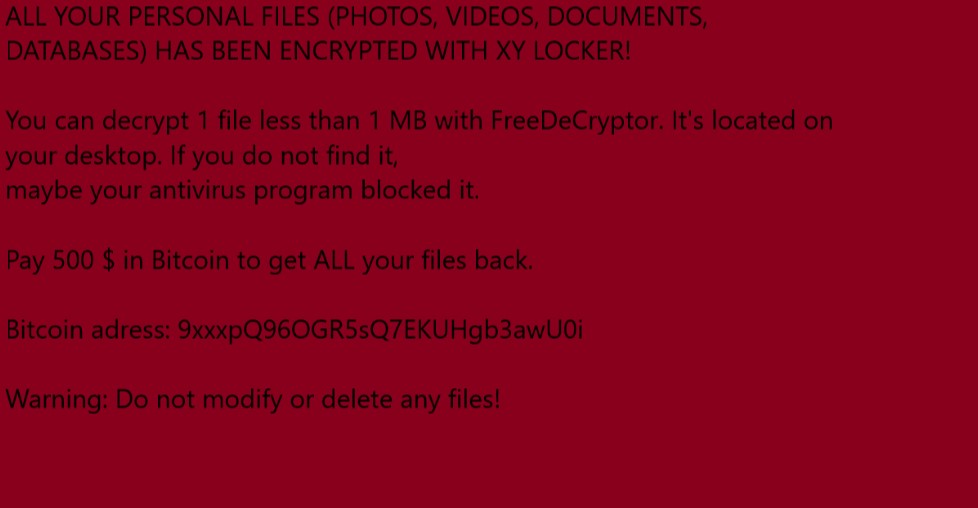 ALL YOUR PERSONAL FILES (PHOTOS, VIDEOS, DOCUMENTS,
DATABASES) HAS BEEN ENCRYPTED WITH XY LOCKER!
You can decrypt 1 file less than 1 MB with FreeDeCryptor. It's located on
your desktop. If you do not find it,
maybe your antivirus program blocked it.
Pay 500 $ in Bitcoin to get ALL your files back.
Bitcoin adress: 9xxxpQ96OGR5sQ7EKUHgb3awU0i
Warning: Do not modify or delete any files!